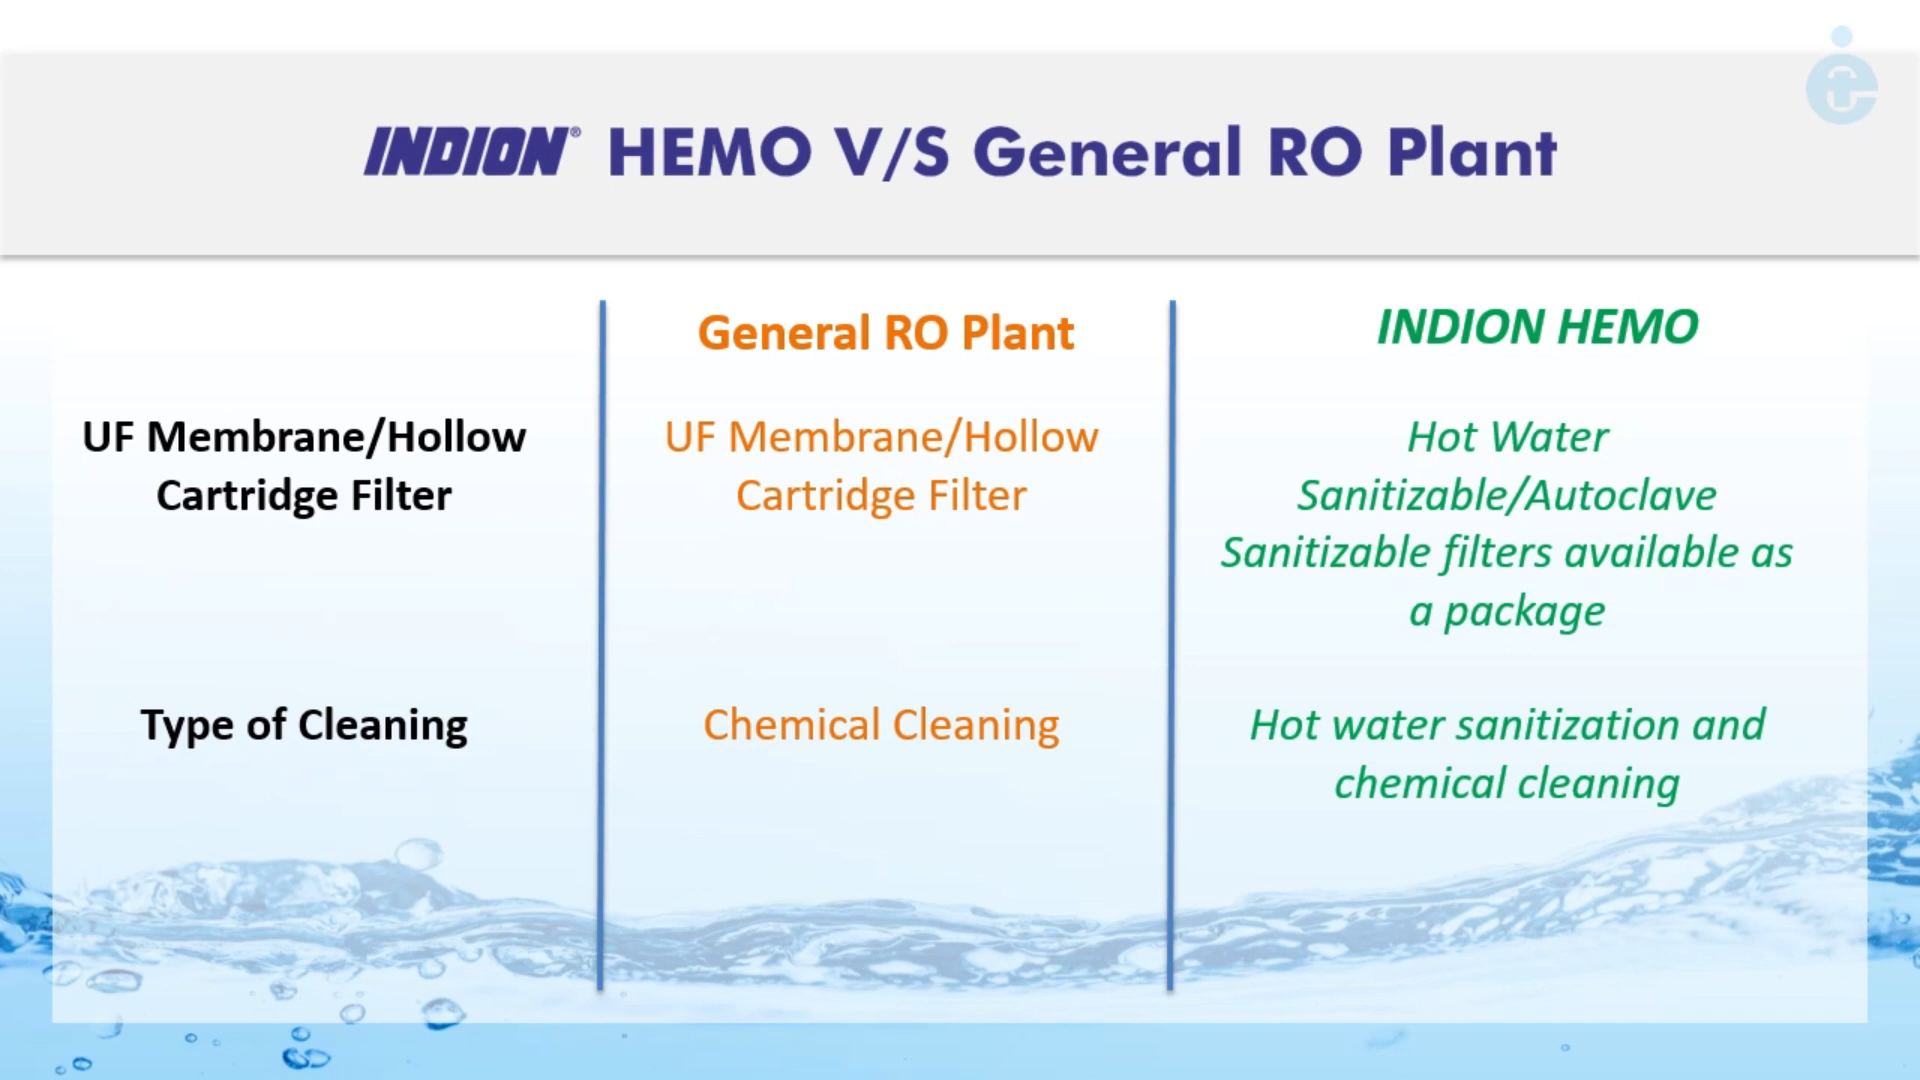 INDION® HEMO V/S General RO Plant
General RO Plant
INDION HEMO
UF Membrane/Hollow
Cartridge Filter
UF Membrane/Hollow
Cartridge Filter
Hot Water
Sanitizable/Autoclave
Sanitizable filters available as
a package
Type of Cleaning
Chemical Cleaning
Hot water sanitization and
chemical cleaning